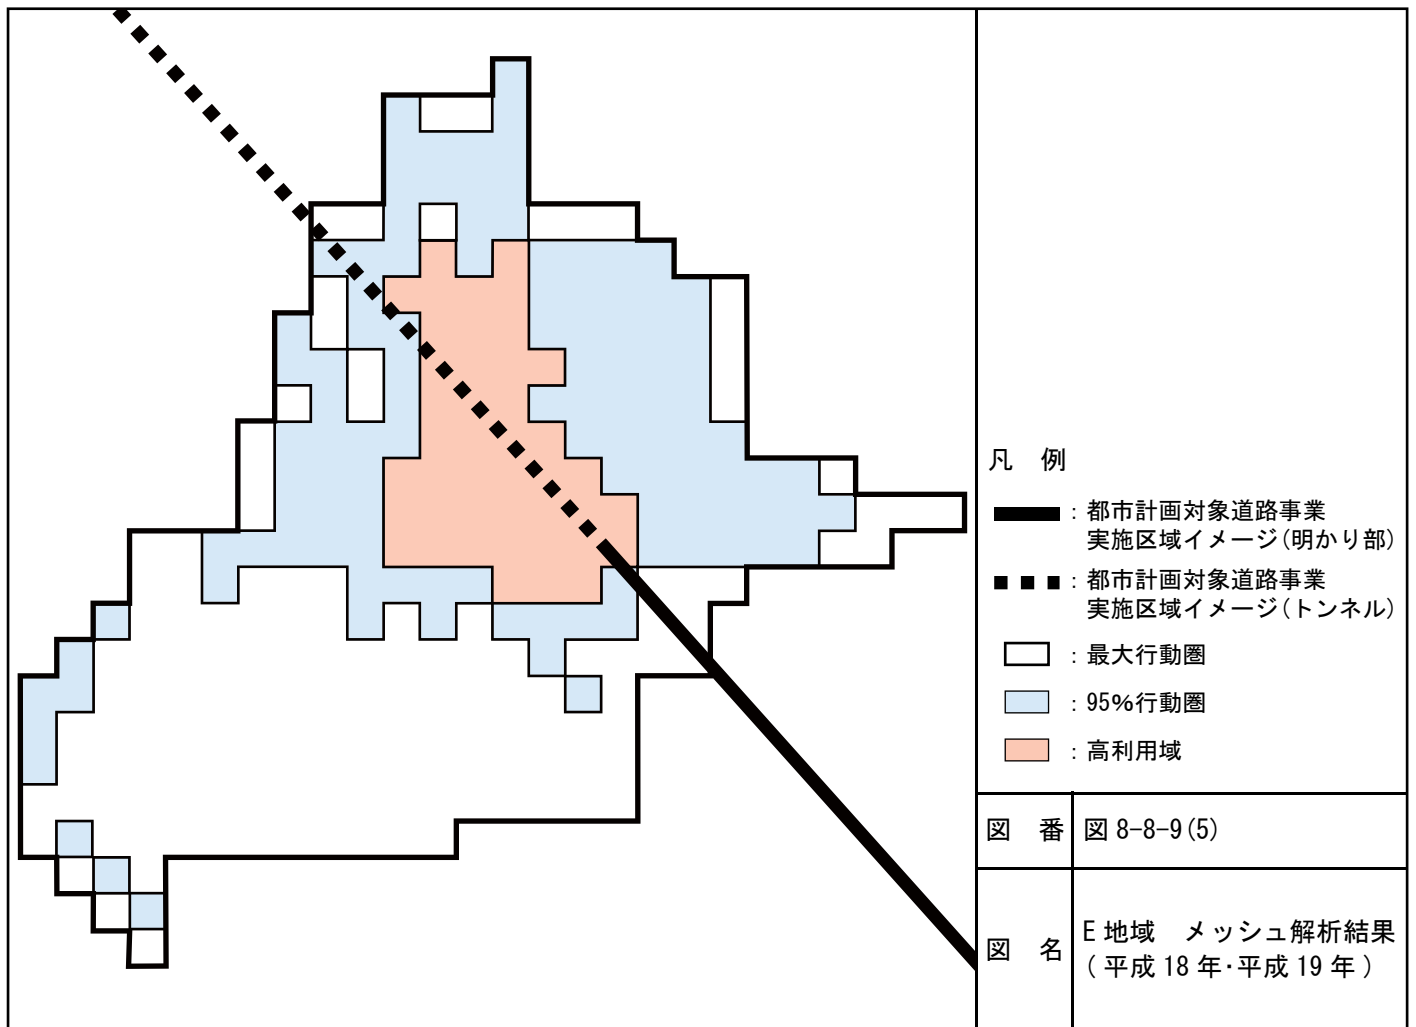 凡　例
：都市計画対象道路事業
実施区域イメージ(明かり部)
：都市計画対象道路事業
実施区域イメージ(トンネル)
：最大行動圏
：95%行動圏
：高利用域
図　番　図 8-8-9(5)
図　名　E 地域　メッシュ解析結果
( 平成 18 年･平成 19 年 )